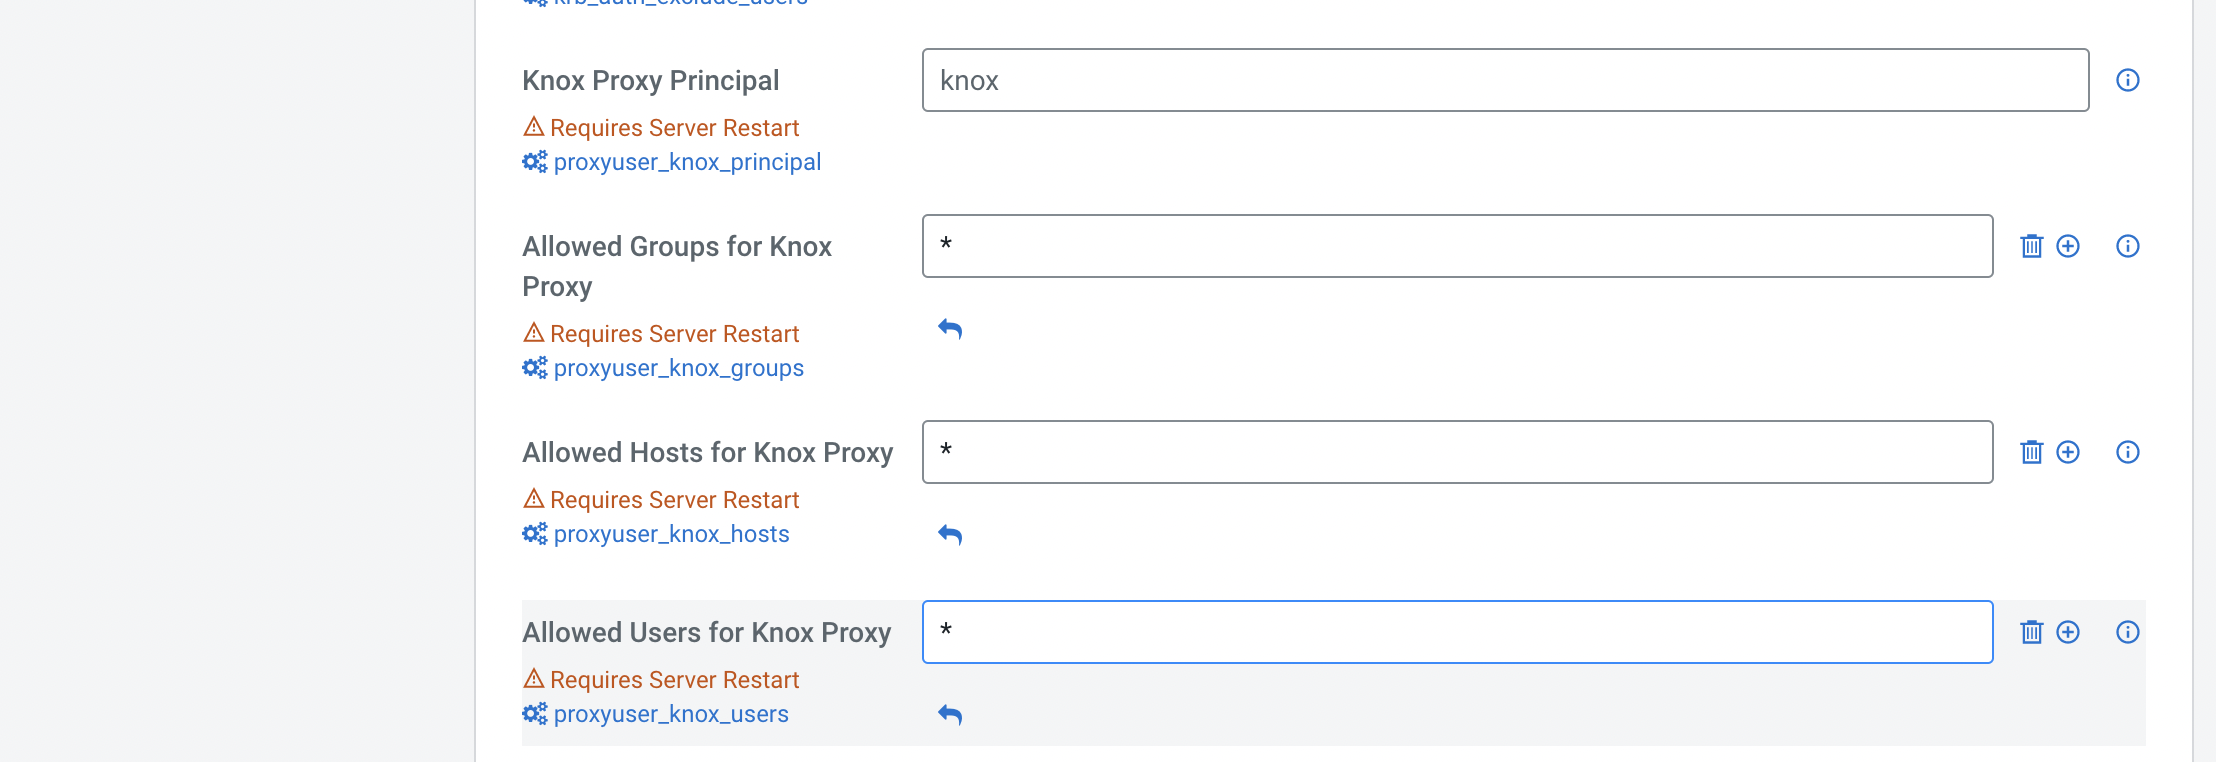 krb_auth_exclude_users
Knox Proxy Principal
knox
Requires Server Restart
proxyuser_knox_principal
Allowed Groups for Knox
Proxy
*
Requires Server Restart
proxyuser_knox_groups
Allowed Hosts for Knox Proxy
*
Requires Server Restart
proxyuser_knox_hosts
Allowed Users for Knox Proxy
*
Requires Server Restart
proxyuser_knox_users